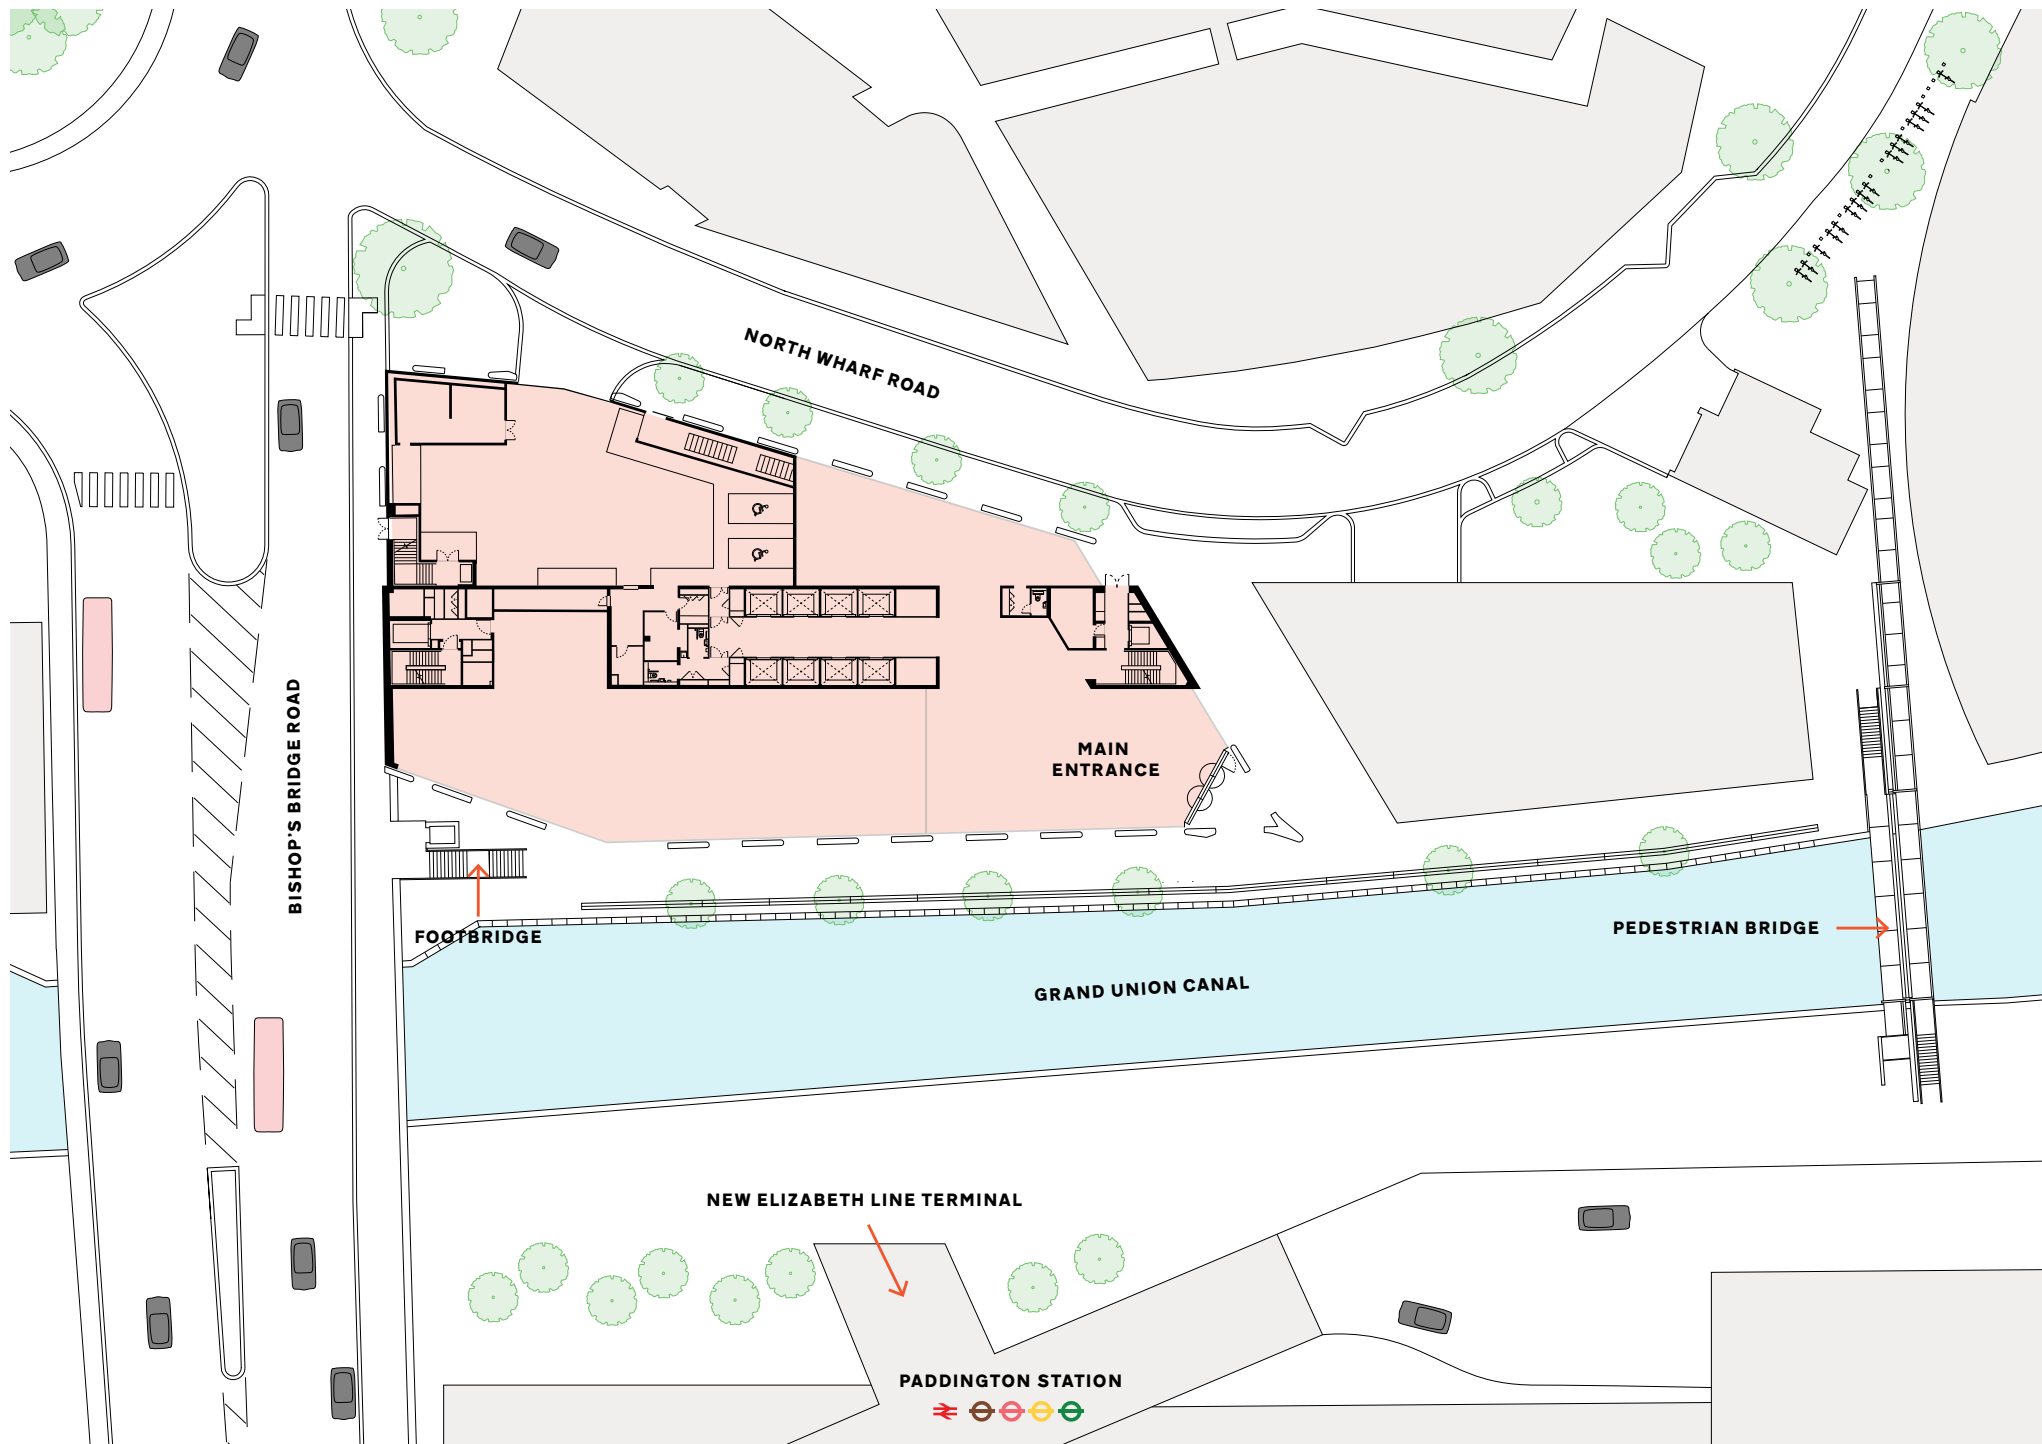 NORTH WHARF ROAD
BISHOP'S BRIDGE ROAD
MAIN
ENTRANCE
FOOTBRIDGE
PEDESTRIAN BRIDGE
GRAND UNION CANAL
NEW ELIZABETH LINE TERMINAL
PADDINGTON STATION